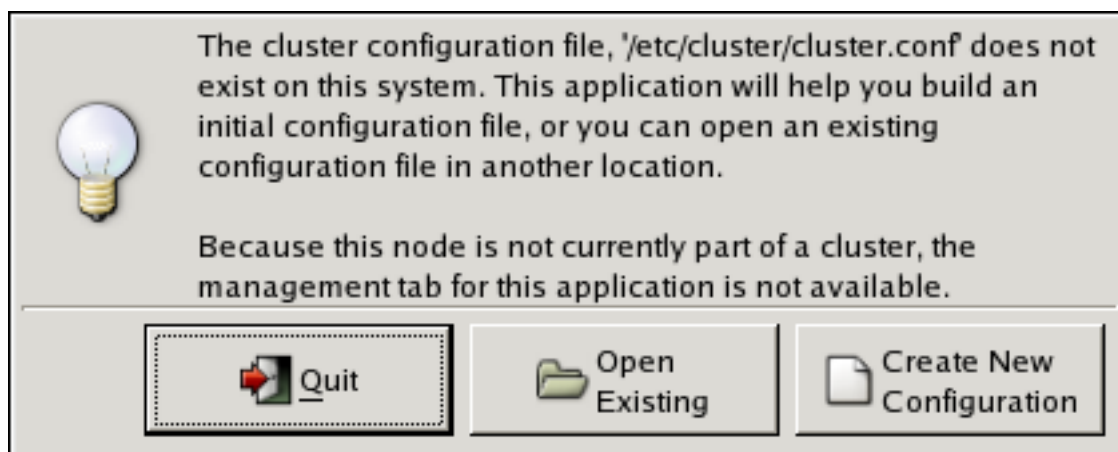 The cluster configuration file, '/etc/cluster/cluster.conf' does not
exist on this system. This application will help you build an
initial configuration file, or you can open an existing
configuration file in another location.
Because this node is not currently part of a cluster, the
management tab for this application is not available.
Quit
Open
Existing
Create New
Configuration